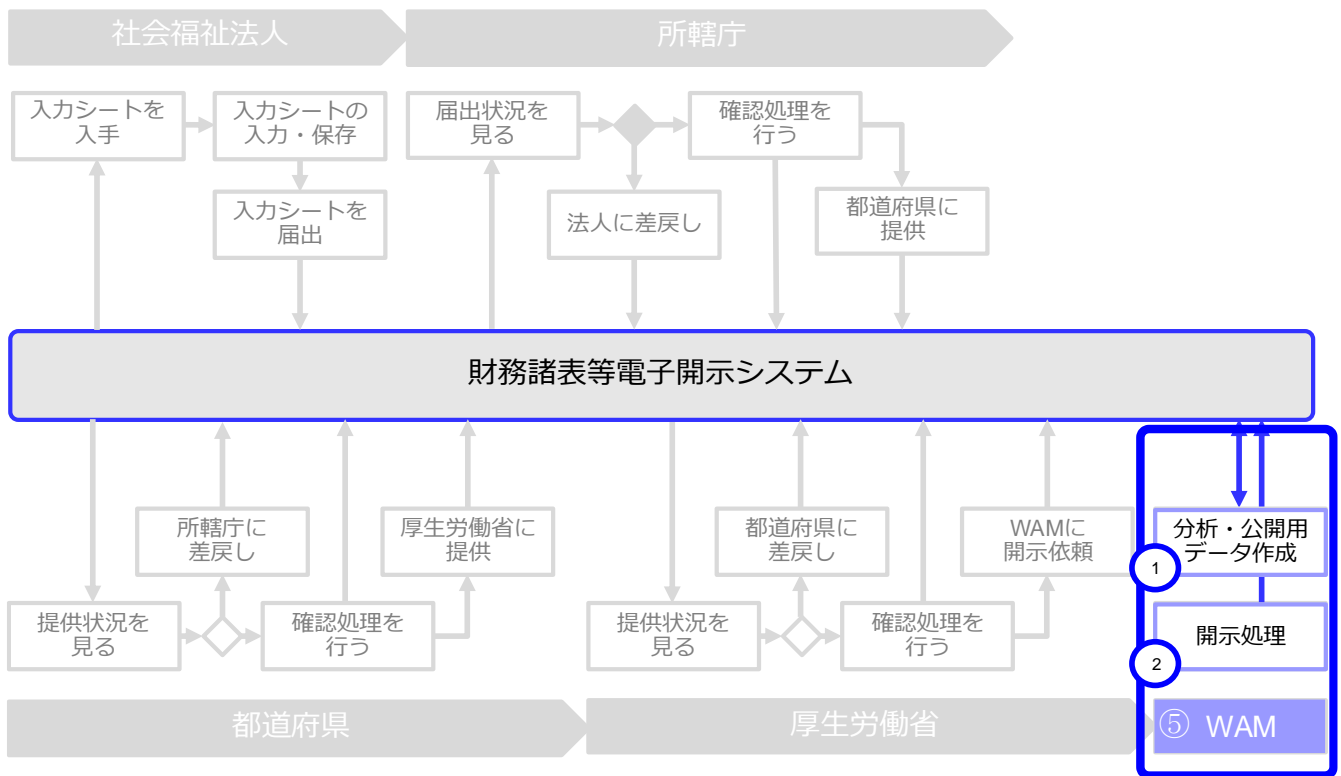 社会福祉法人
所轄庁
入力シートを
入手
入力シートの
入力・保存
入力シートを
届出
届出状況を
見る
法人に差戻し
確認処理を
行う
都道府県に
提供
財務諸表等電子開示システム
提供状況を
見る
所轄庁に
差戻し
確認処理を
行う
厚生労働省に
提供
提供状況を
見る
都道府県に
差戻し
確認処理を
行う
WAMに
開示依頼
分析・公開用
データ作成
1
開示処理
2
都道府県
厚生労働省
⑤ WAM